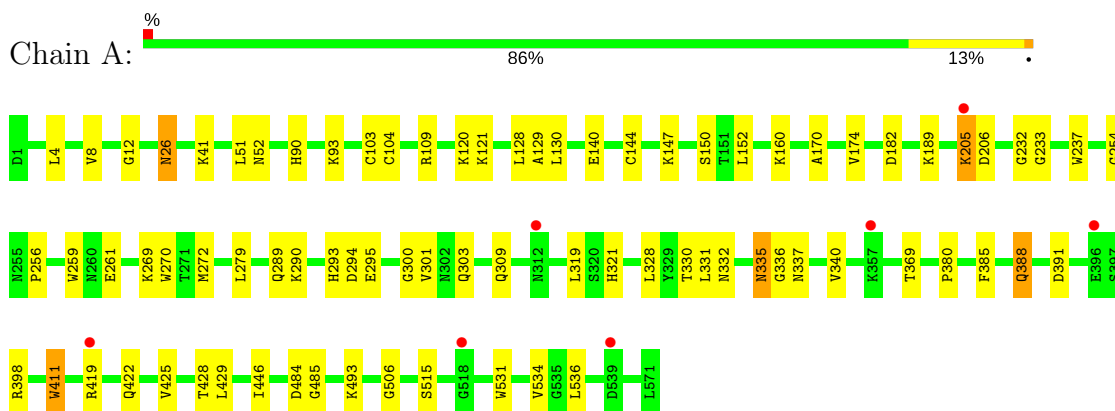 %
Chain A:
86%
13%
•
D1 L4 V8 G12 N26 K41 L51 N52 H90 K93 C103 C104 R109 K120 K121 L128 A129 L130 E140 C144 K147 S150 T151 L152 K160 A170 V174 D182 K189 K205 D206 G232 G233 W237 G254
N255 P256 W259 N260 E261 K269 W270 T271 M272 L279 Q289 K290 H293 D294 E295 G300 V301 N302 Q303 Q309 N312 L319 S320 H321 L328 Y329 T330 L331 N332 N335 G336 N337 V340 K357 T369 P380 F385 Q388 D391 E396 S397
R398 W411 R419 Q422 V425 T428 L429 I446 D484 G485 K493 G506 S515 G518 W531 V534 G535 L536 D539 L571